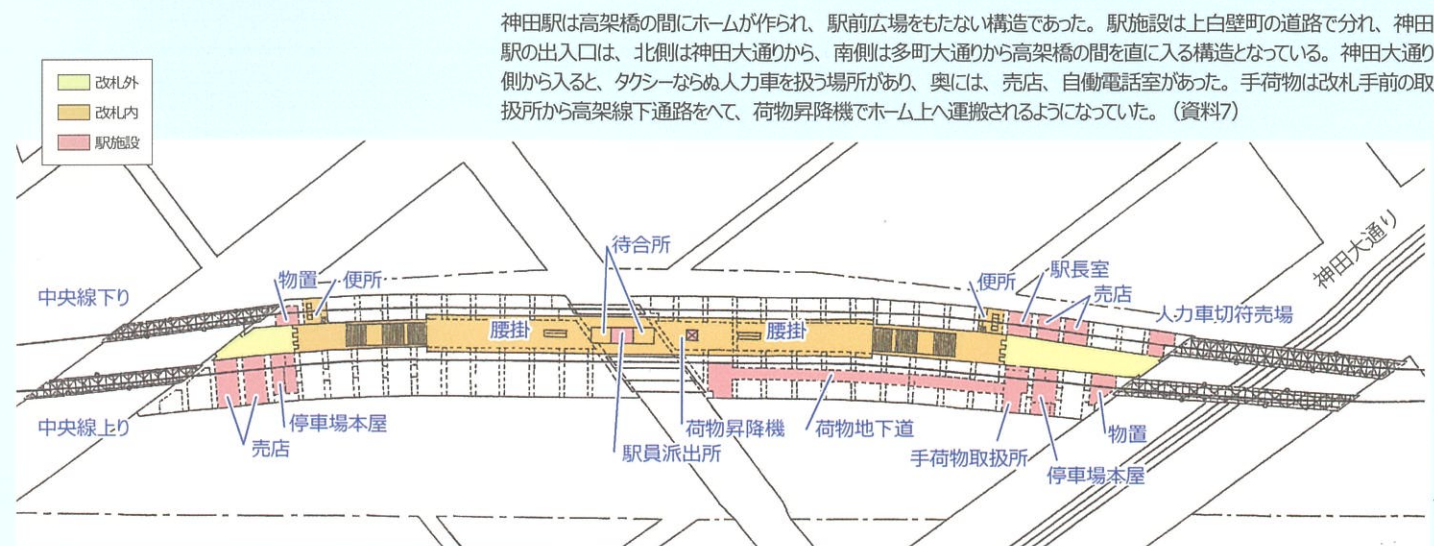 神田駅は高架橋の間にホームが作られ、駅前広場をもたない構造であった。駅施設は上白壁町の道路で分れ、神田
駅の出入口は、北側は神田大通りから、南側は多町大通りから高架橋の間を直に入る構造となっている。神田大通り
側から入ると、タクシーならぬ人力車を扱う場所があり、奥には、売店、自働電話室があった。手荷物は改札手前の取
扱所から高架線下通路をへて、荷物昇降機でホーム上へ運搬されるようになっていた。（資料7）
改札外
改札内
駅施設
神田大通り
待合所
物置
便所
便所
駅長室
売店
中央線下り
人力車切符売場
腰掛
腰掛
中央線上り
売店
停車場本屋
駅員派出所
荷物昇降機
荷物地下道
手荷物取扱所
停車場本屋
物置